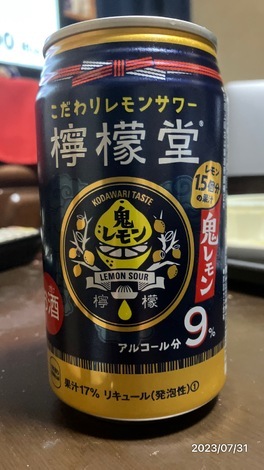 こだわりレモンサワー
檸檬堂®
レモン
1.5個分
の果汁
鬼レモン
KODAWARI TASTE
鬼
レモン
LEMON SOUR
檸 檬
酒
アルコール分 9%
果汁17% リキュール(発泡性)①
2023/07/31